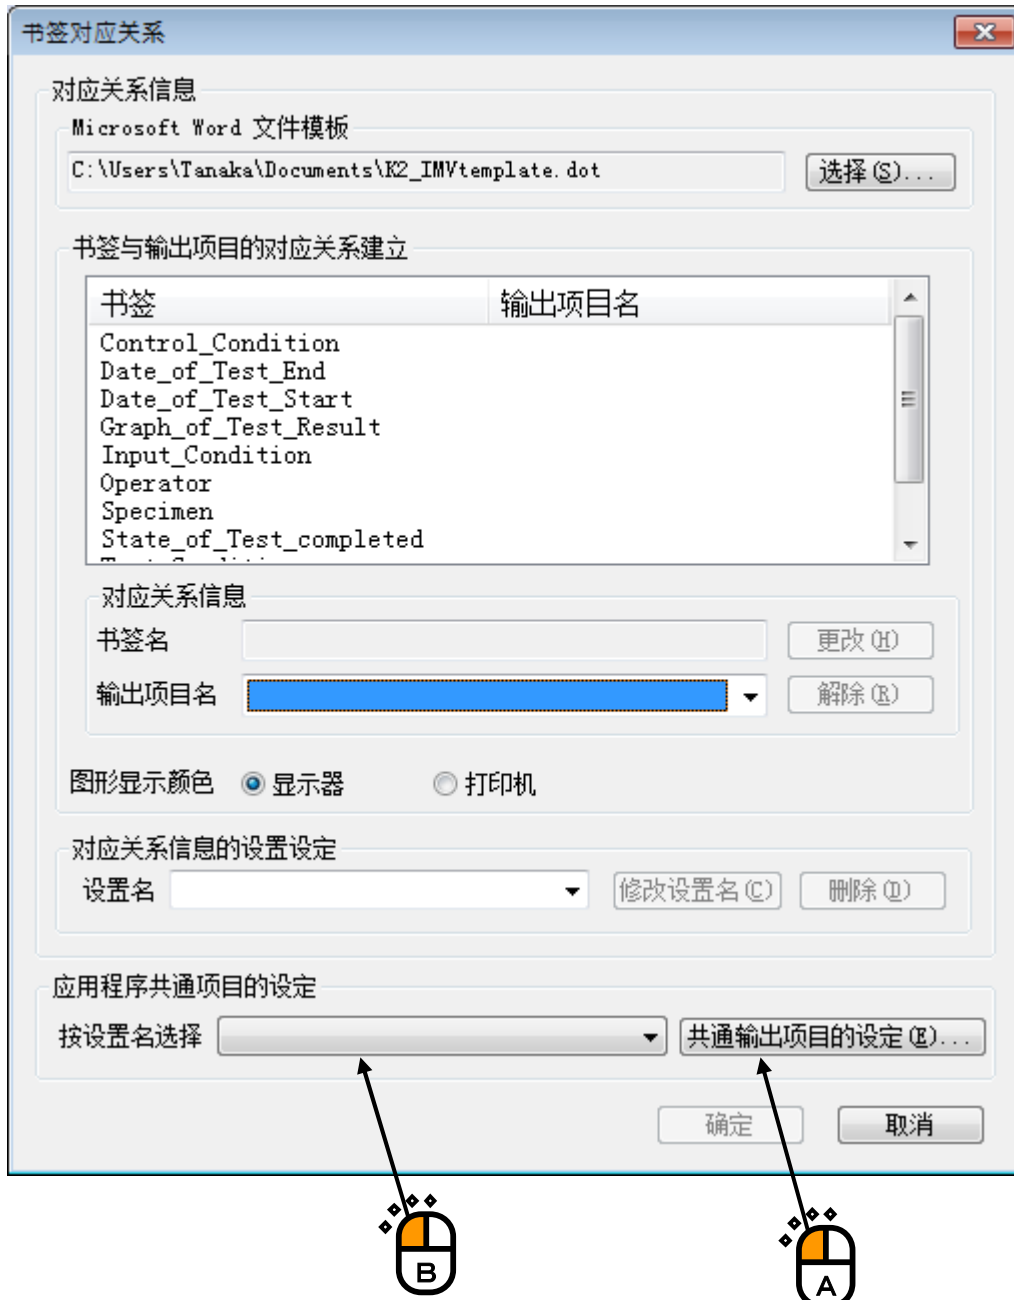 书签对应关系
对应关系信息
Microsoft Word 文件模板
C:\Users\Tanaka\Documents\K2_IMVtemplate.dot
选择(S)...
书签与输出项目的对应关系建立
书签 输出项目名
Control_Condition
Date_of_Test_End
Date_of_Test_Start
Graph_of_Test_Result
Input_Condition
Operator
Specimen
State_of_Test_completed
对应关系信息
书签名 更改(H)
输出项目名 解除(R)
图形显示颜色 显示器 打印机
对应关系信息的设置设定
设置名 修改设置名(C) 删除(D)
应用程序共通项目的设定
按设置名选择 共通输出项目的设定(E)...
确定 取消
B
A